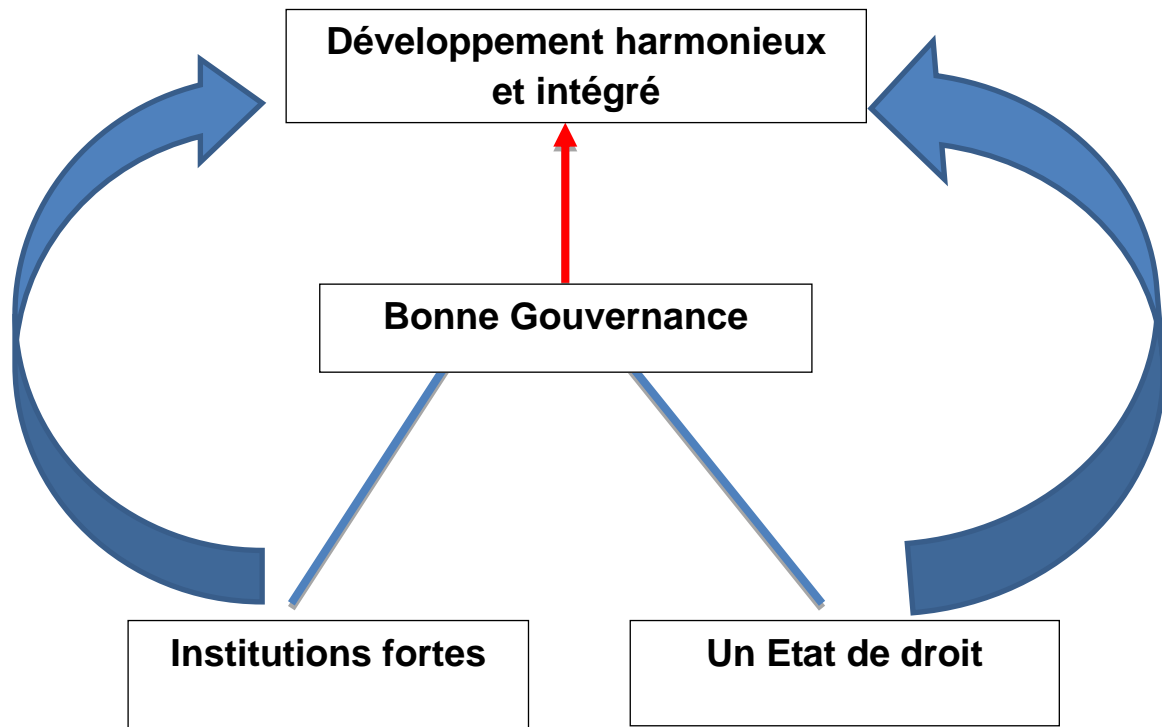 Développement harmonieux
et intégré
Bonne Gouvernance
Institutions fortes
Un Etat de droit